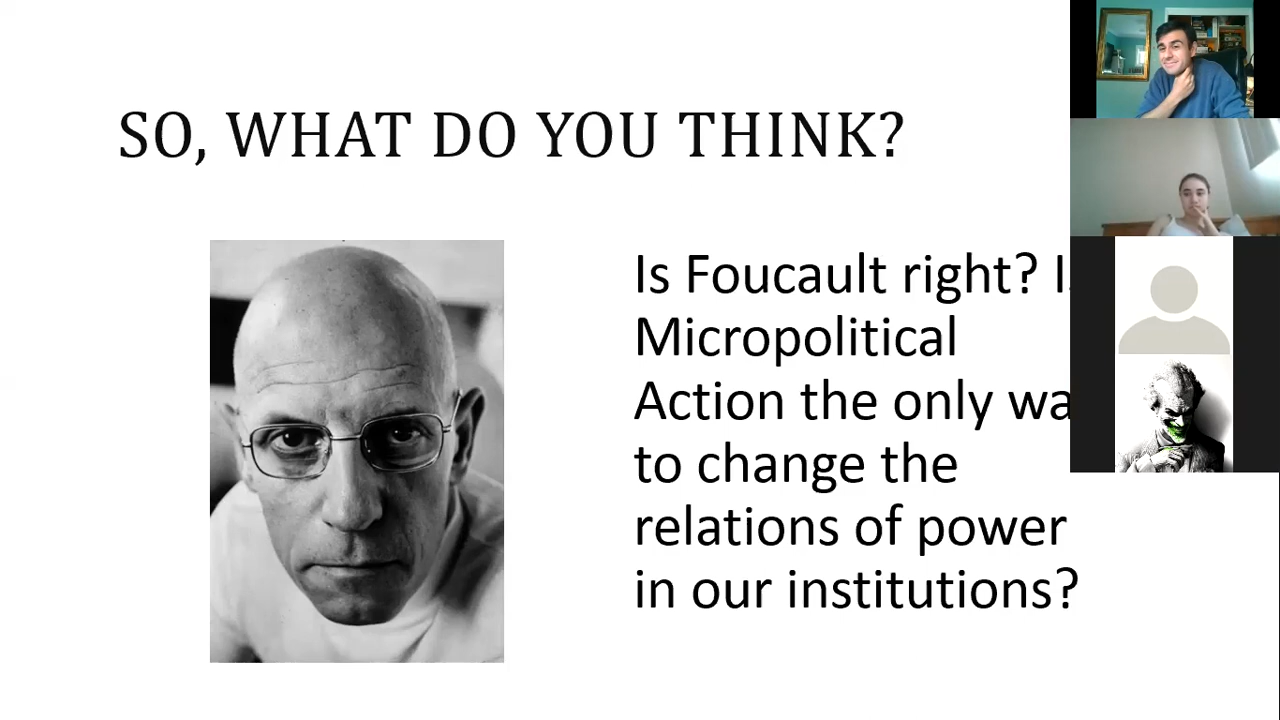 SO, WHAT DO YOU THINK?
Is Foucault right?
Micropolitical
Action the only
to change the
relations of power
in our institutions?